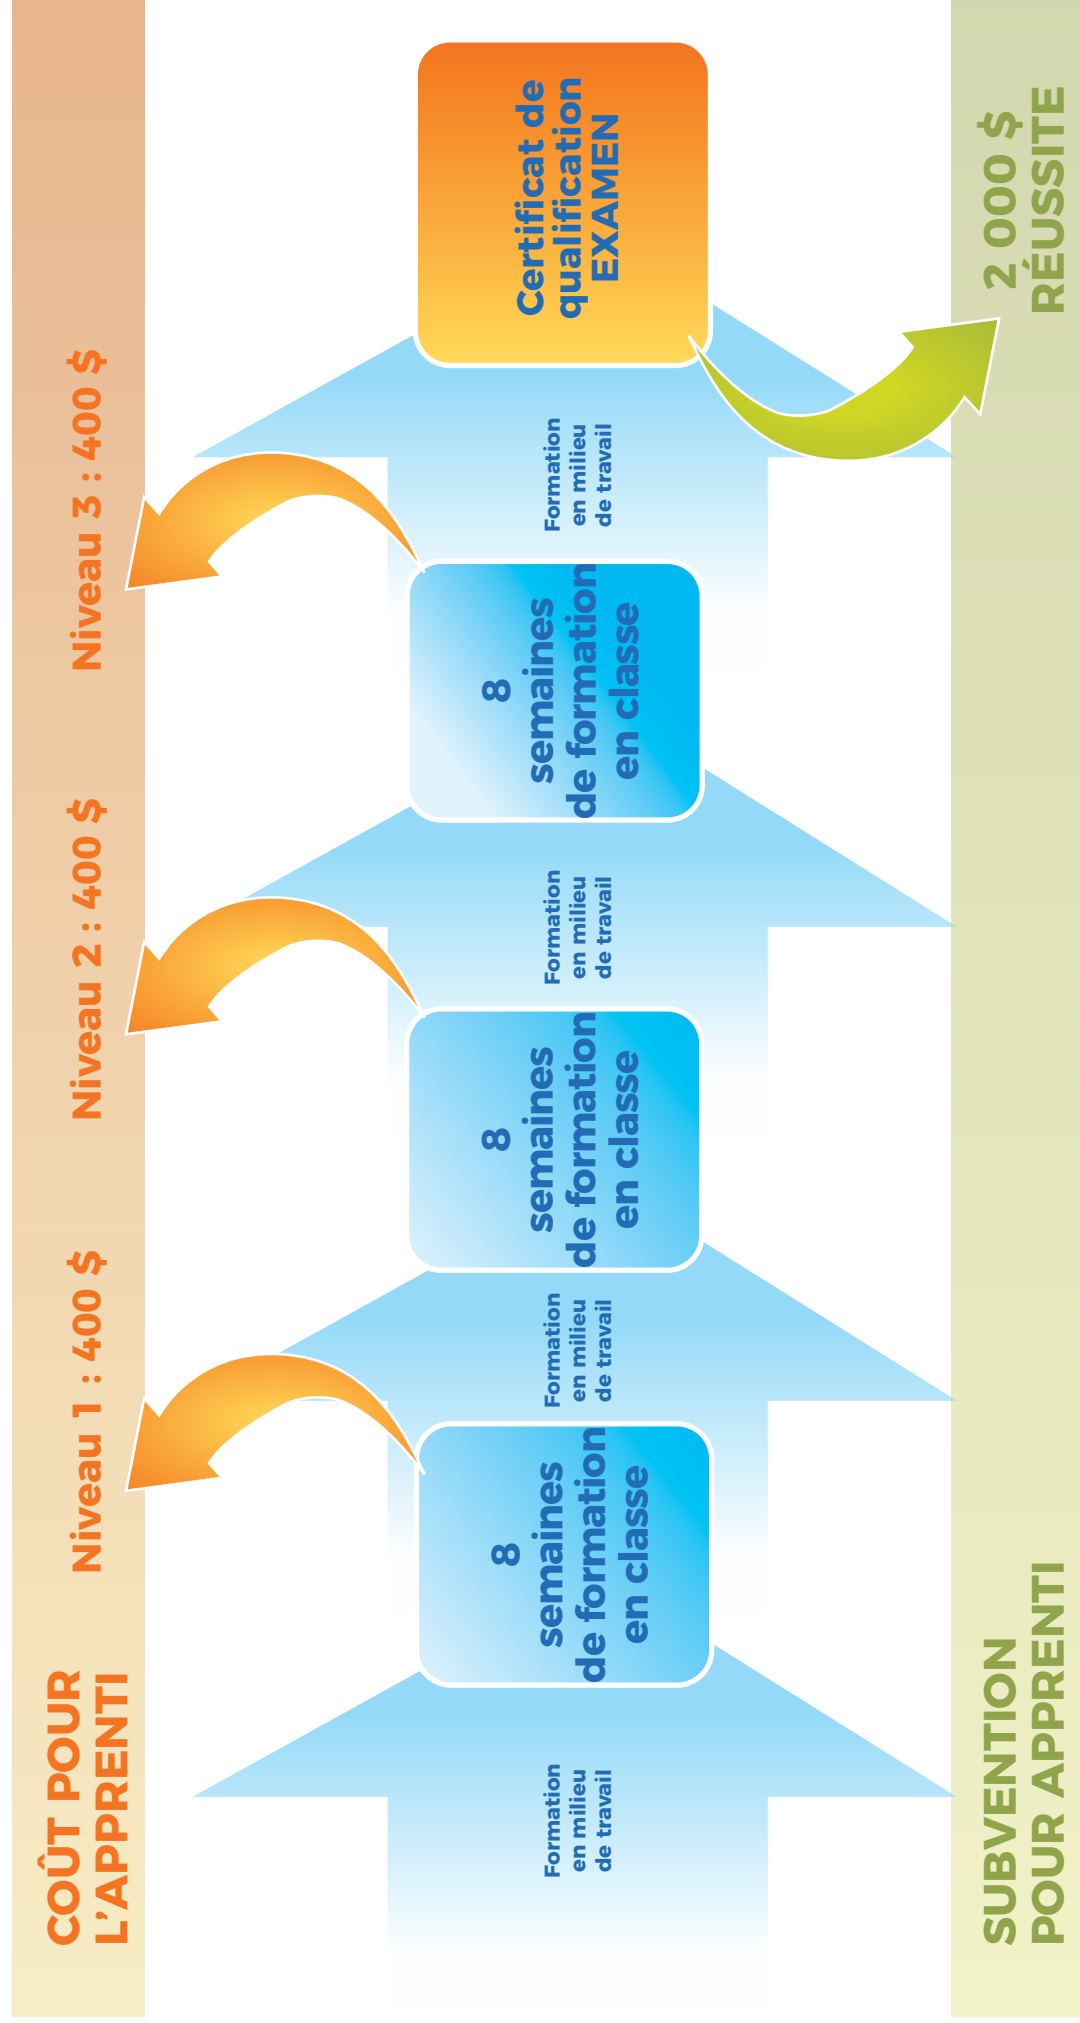 COÛT POUR
L’APPRENTI
Niveau 1 : 400 $
Niveau 2 : 400 $
Niveau 3 : 400 $
Formation
en milieu
de travail
8
semaines
de formation
en classe
Formation
en milieu
de travail
8
semaines
de formation
en classe
Formation
en milieu
de travail
8
semaines
de formation
en classe
Formation
en milieu
de travail
Certificat de
qualification
EXAMEN
SUBVENTION
POUR APPRENTI
2 000 $
RÉUSSITE